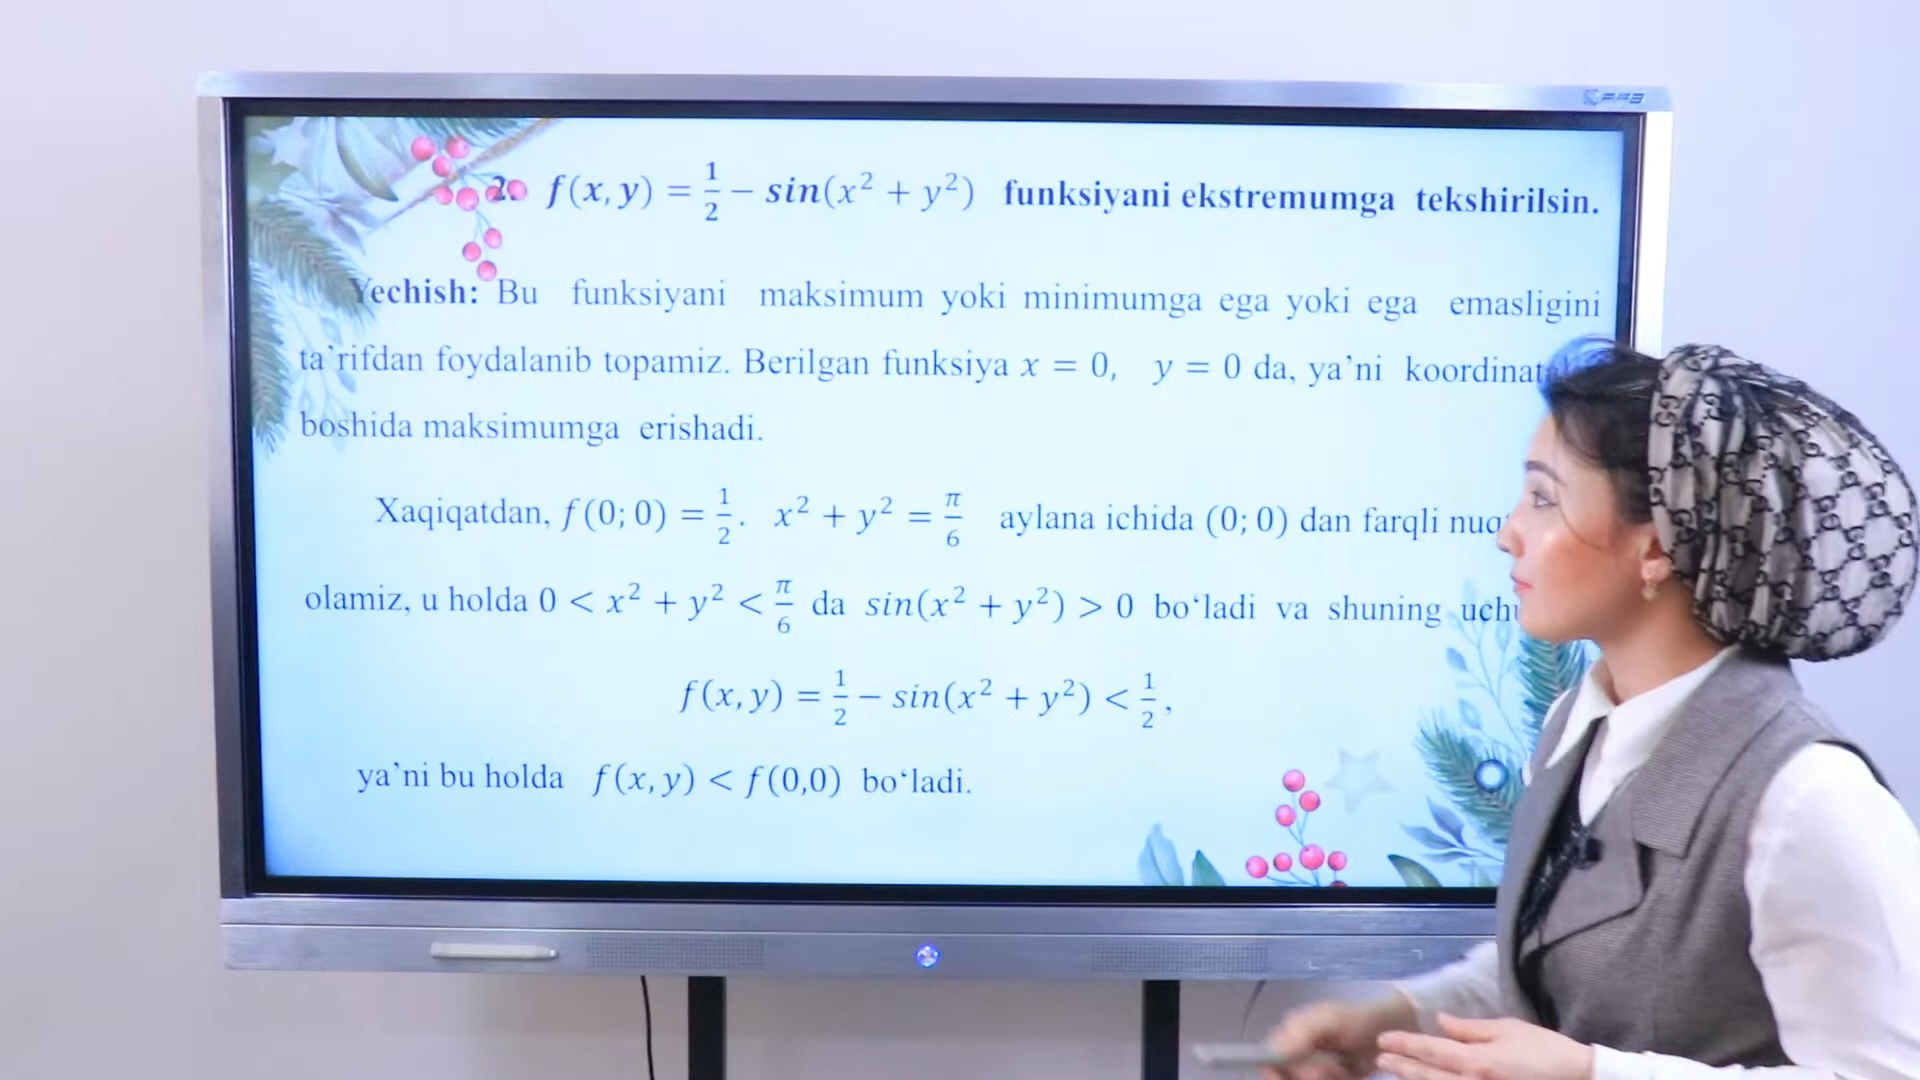 2. f(x, y) = 1/2 − sin(x² + y²) funksiyani ekstremumga tekshirilsin.
Yechish: Bu funksiyani maksimum yoki minimumga ega yoki ega emasligini
ta’rifdan foydalanib topamiz. Berilgan funksiya x = 0, y = 0 da, ya’ni
boshida maksimumga erishadi.
Xaqiqatdan, f(0; 0) = 1/2. x² + y² = π/6 aylana ichida (0; 0) dan farqli
olamiz, u holda 0 < x² + y² < π/6 da sin(x² + y²) > 0 bo‘ladi va shuning
f(x, y) = 1/2 − sin(x² + y²) < 1/2,
ya’ni bu holda f(x, y) < f(0,0) bo‘ladi.